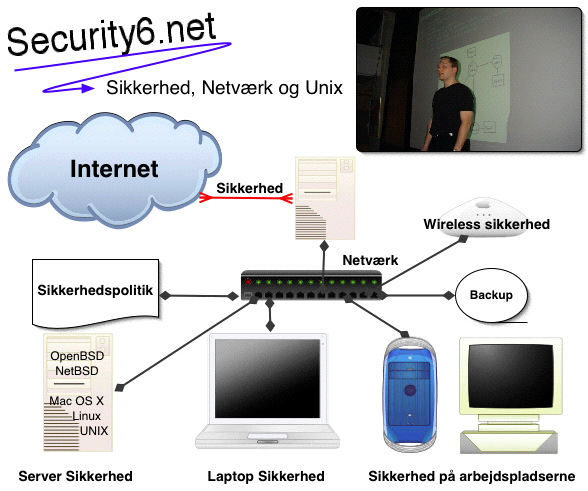 Security6.net
Sikkerhed, Netværk og Unix
Internet
Sikkerhed
Wireless sikkerhed
Netværk
Sikkerhedspolitik
Backup
OpenBSD
NetBSD
Mac OS X
Linux
UNIX
Server Sikkerhed
Laptop Sikkerhed
Sikkerhed på arbejdspladserne